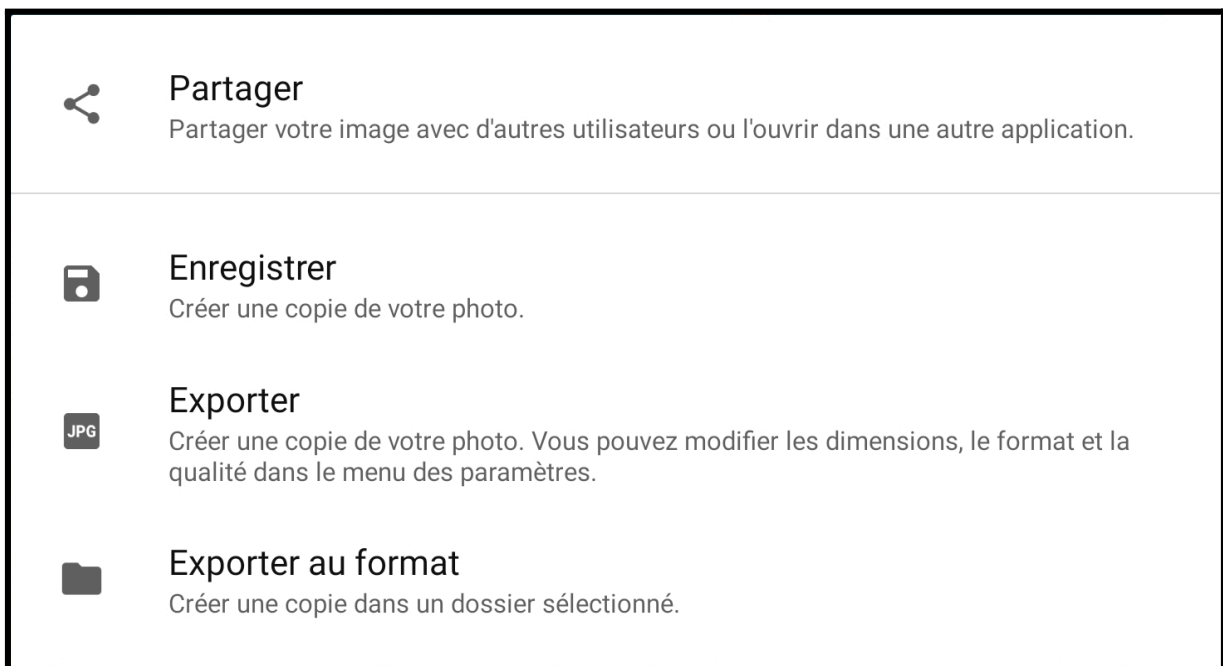 Partager
Partager votre image avec d'autres utilisateurs ou l'ouvrir dans une autre application.
Enregistrer
Créer une copie de votre photo.
Exporter
JPG
Créer une copie de votre photo. Vous pouvez modifier les dimensions, le format et la
qualité dans le menu des paramètres.
Exporter au format
Créer une copie dans un dossier sélectionné.